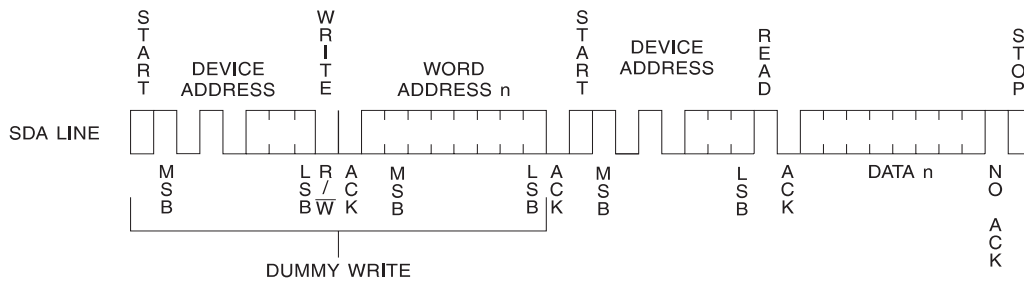 START
WRITE
START
READ
STOP
DEVICE
ADDRESS
WORD
ADDRESS n
DEVICE
ADDRESS
SDA LINE
MSB
LSB
R/W
ACK
MSB
LSB
ACK
MSB
LSB
ACK
DATA n
NO ACK
DUMMY WRITE